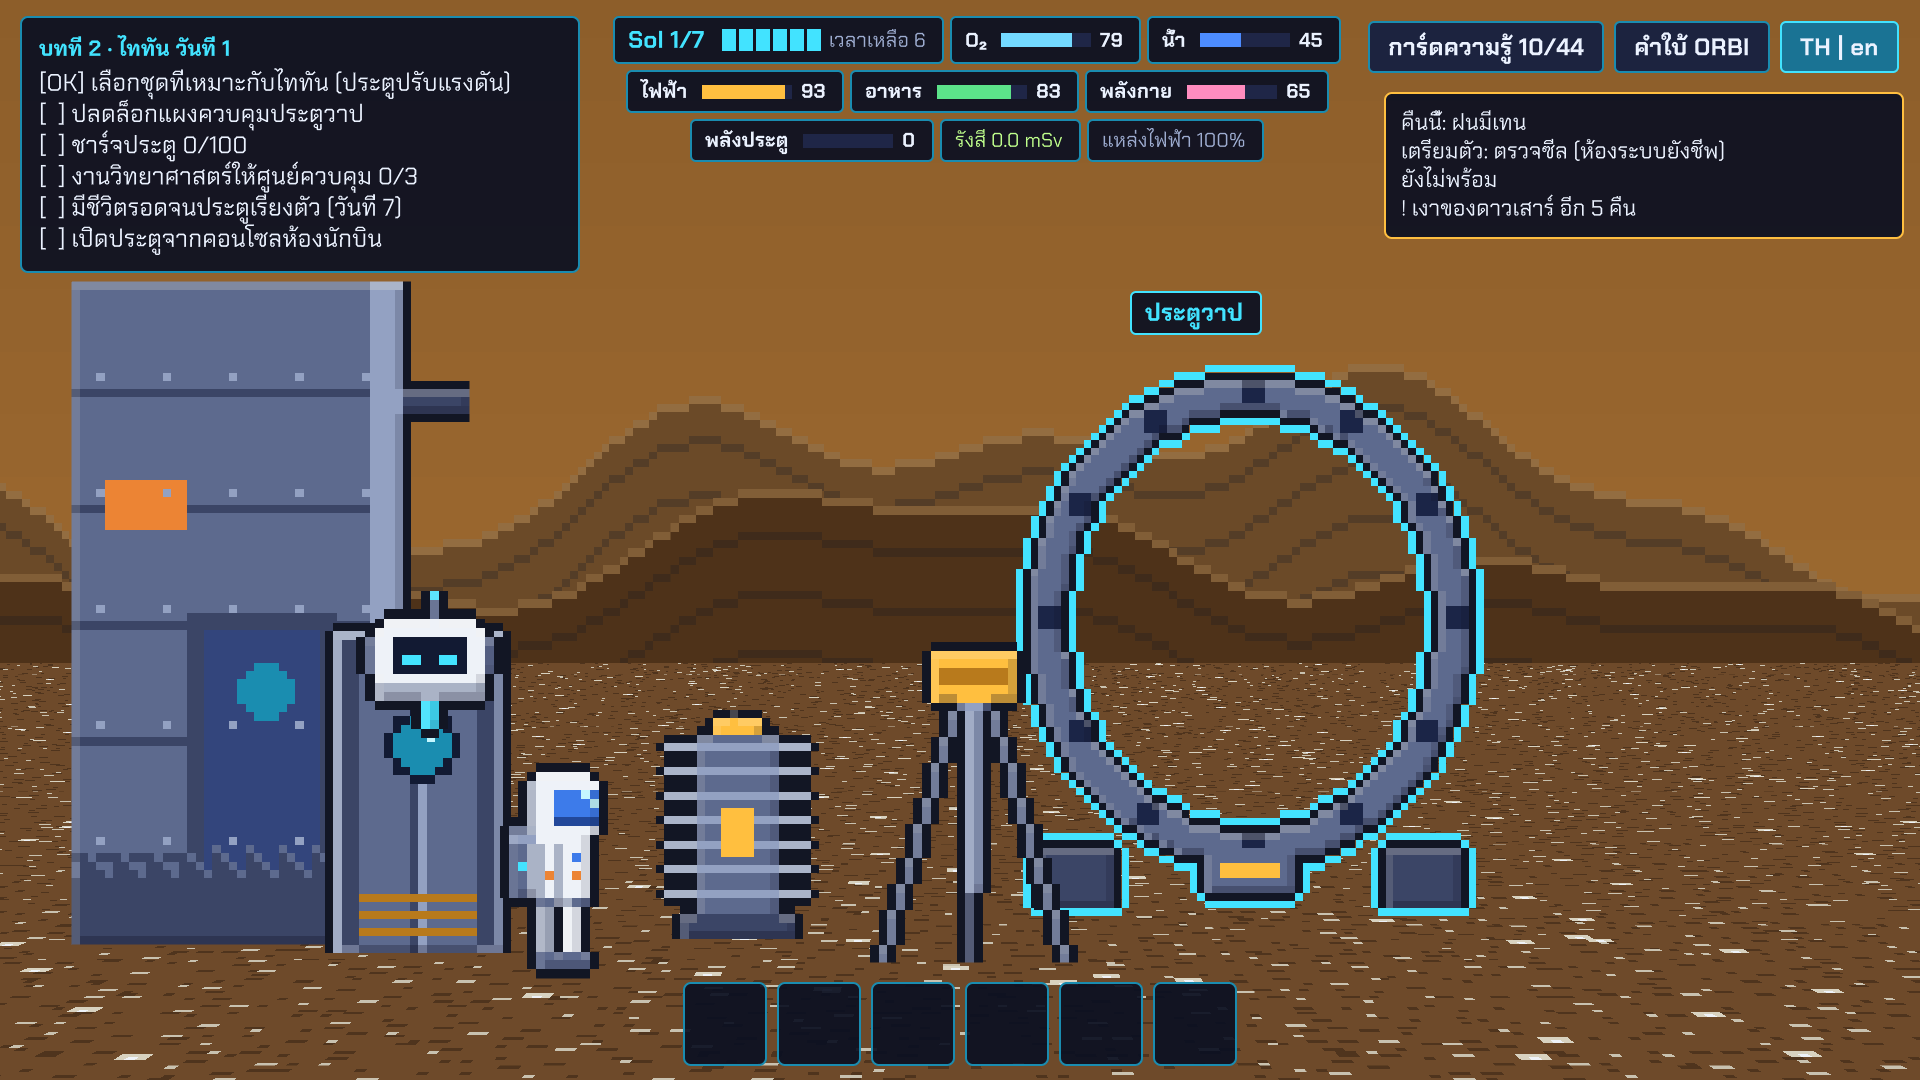 บทที่ 2 · ไททัน วันที่ 1
[OK] เลือกชุดที่เหมาะกับไททัน (ประตูปรับแรงดัน)
[ ] ปลดล็อกแผงควบคุมประตูวาป
[ ] ชาร์จประตู 0/100
[ ] งานวิทยาศาสตร์ให้ศูนย์ควบคุม 0/3
[ ] มีชีวิตรอดจนประตูเรียงตัว (วันที่ 7)
[ ] เปิดประตูจากคอนโซลห้องนักบิน
Sol 1/7 เวลาเหลือ 6
O₂ 79
น้ำ 45
ไฟฟ้า 93
อาหาร 83
พลังกาย 65
พลังประตู 0
รังสี 0.0 mSv
แหล่งไฟฟ้า 100%
การ์ดความรู้ 10/44
คำใบ้ ORBI
TH | en
คืนนี้: ฝนมีเทน
เตรียมตัว: ตรวจซีล (ห้องระบบยังชีพ)
ยังไม่พร้อม
! เงาของดาวเสาร์ อีก 5 คืน
ประตูวาป